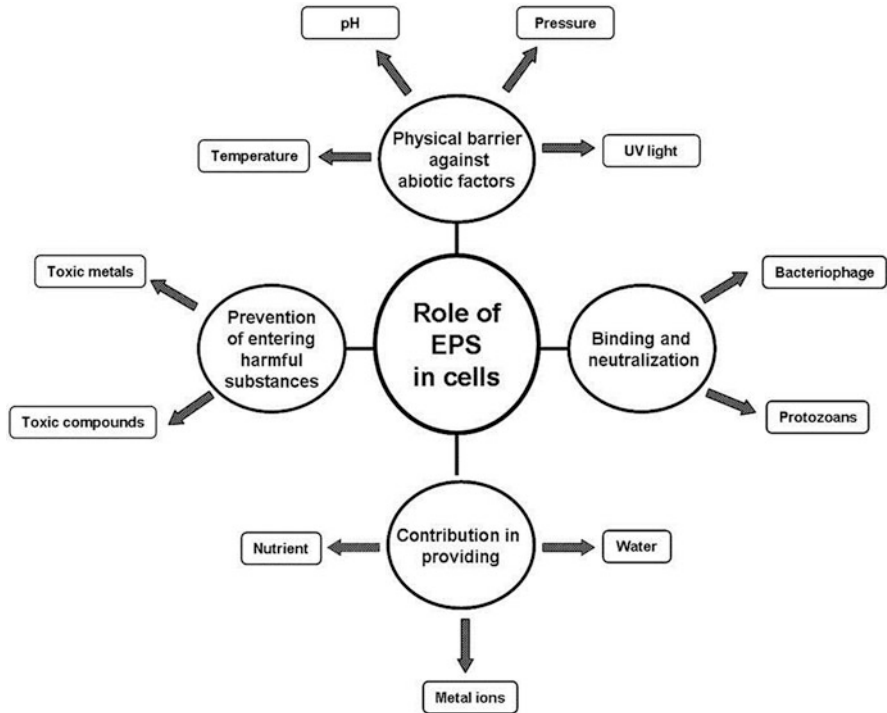 pH
Pressure
Physical barrier
against
abiotic factors
Temperature
UV light
Toxic metals
Bacteriophage
Prevention
of entering
harmful
substances
Role of
EPS
in cells
Binding and
neutralization
Toxic compounds
Protozoans
Contribution in
providing
Nutrient
Water
Metal ions